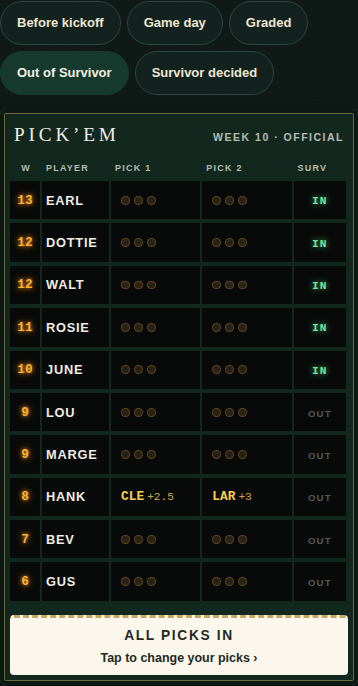 Before kickoff Game day Graded
Out of Survivor Survivor decided
PICK'EM WEEK 10 · OFFICIAL
W PLAYER PICK 1 PICK 2 SURV
13 EARL IN
12 DOTTIE IN
12 WALT IN
11 ROSIE IN
10 JUNE IN
9 LOU OUT
9 MARGE OUT
8 HANK CLE +2.5 LAR +3 OUT
7 BEV OUT
6 GUS OUT
ALL PICKS IN
Tap to change your picks ›